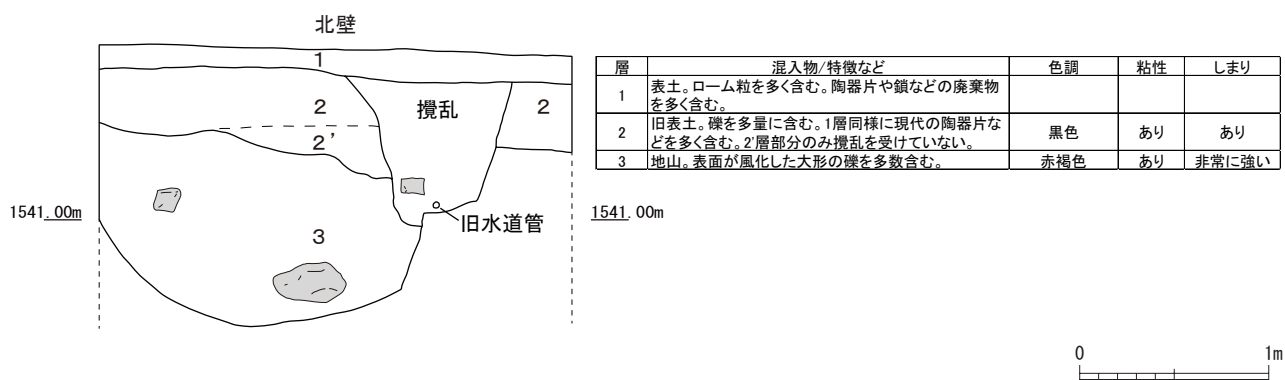 北壁
1
2
攪乱
2
2'
1541.00m
旧水道管
1541.00m
3
層 混入物/特徴など 色調 粘性 しまり
1 表土。ローム粒を多く含む。陶器片や鎖などの廃棄物
を多く含む。
2 旧表土。礫を多量に含む。1層同様に現代の陶器片な
どを多く含む。2'層部分のみ攪乱を受けていない。 黒色 あり あり
3 地山。表面が風化した大形の礫を多数含む。 赤褐色 あり 非常に強い
0 1m